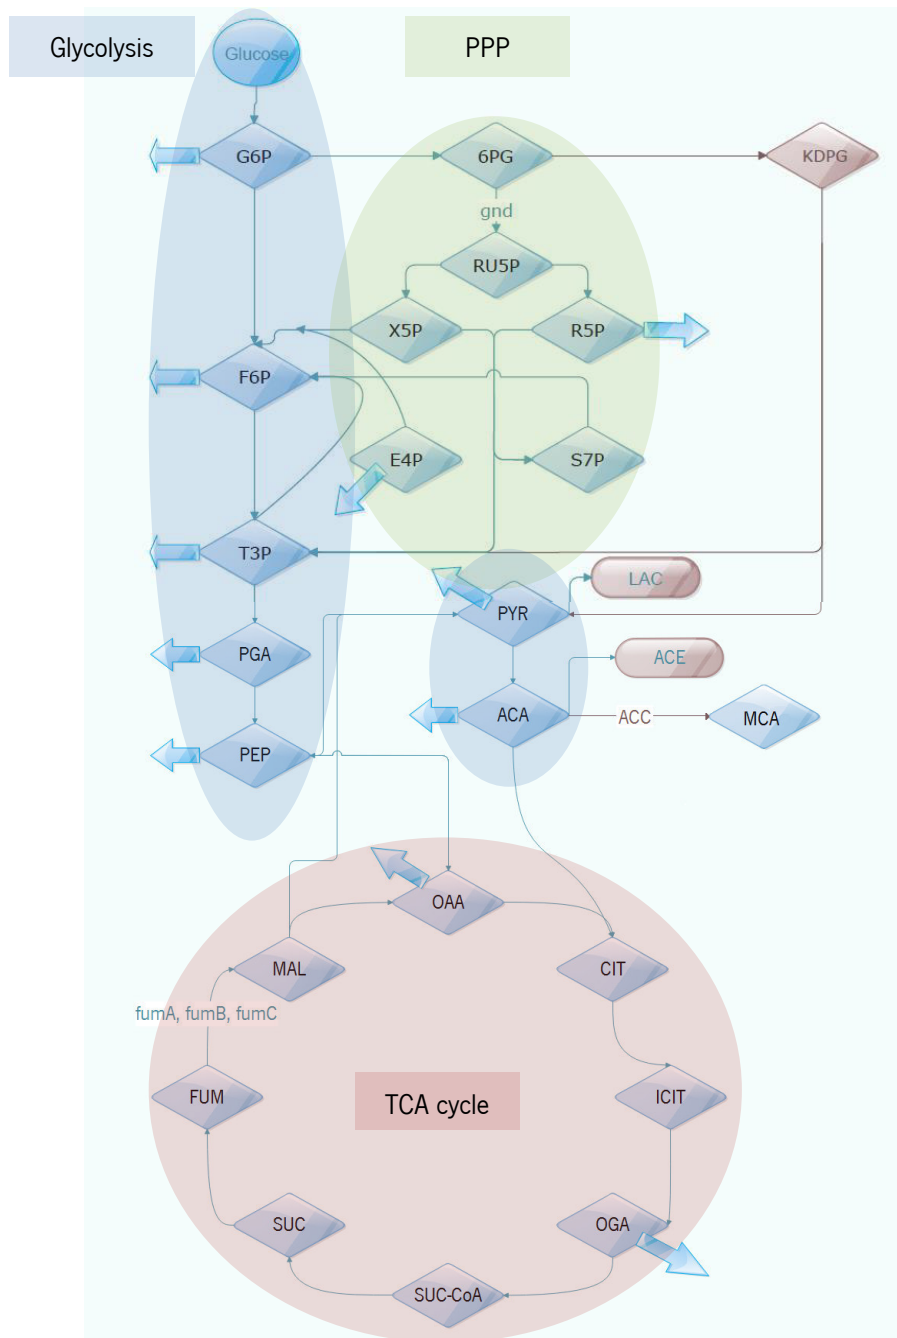 Glycolysis
PPP
Glucose
G6P
6PG
KDPG
gnd
RU5P
X5P
R5P
F6P
E4P
S7P
T3P
LAC
PYR
PGA
ACE
ACA
ACC
MCA
PEP
OAA
MAL
CIT
fumA, fumB, fumC
FUM
ICIT
TCA cycle
SUC
OGA
SUC-CoA